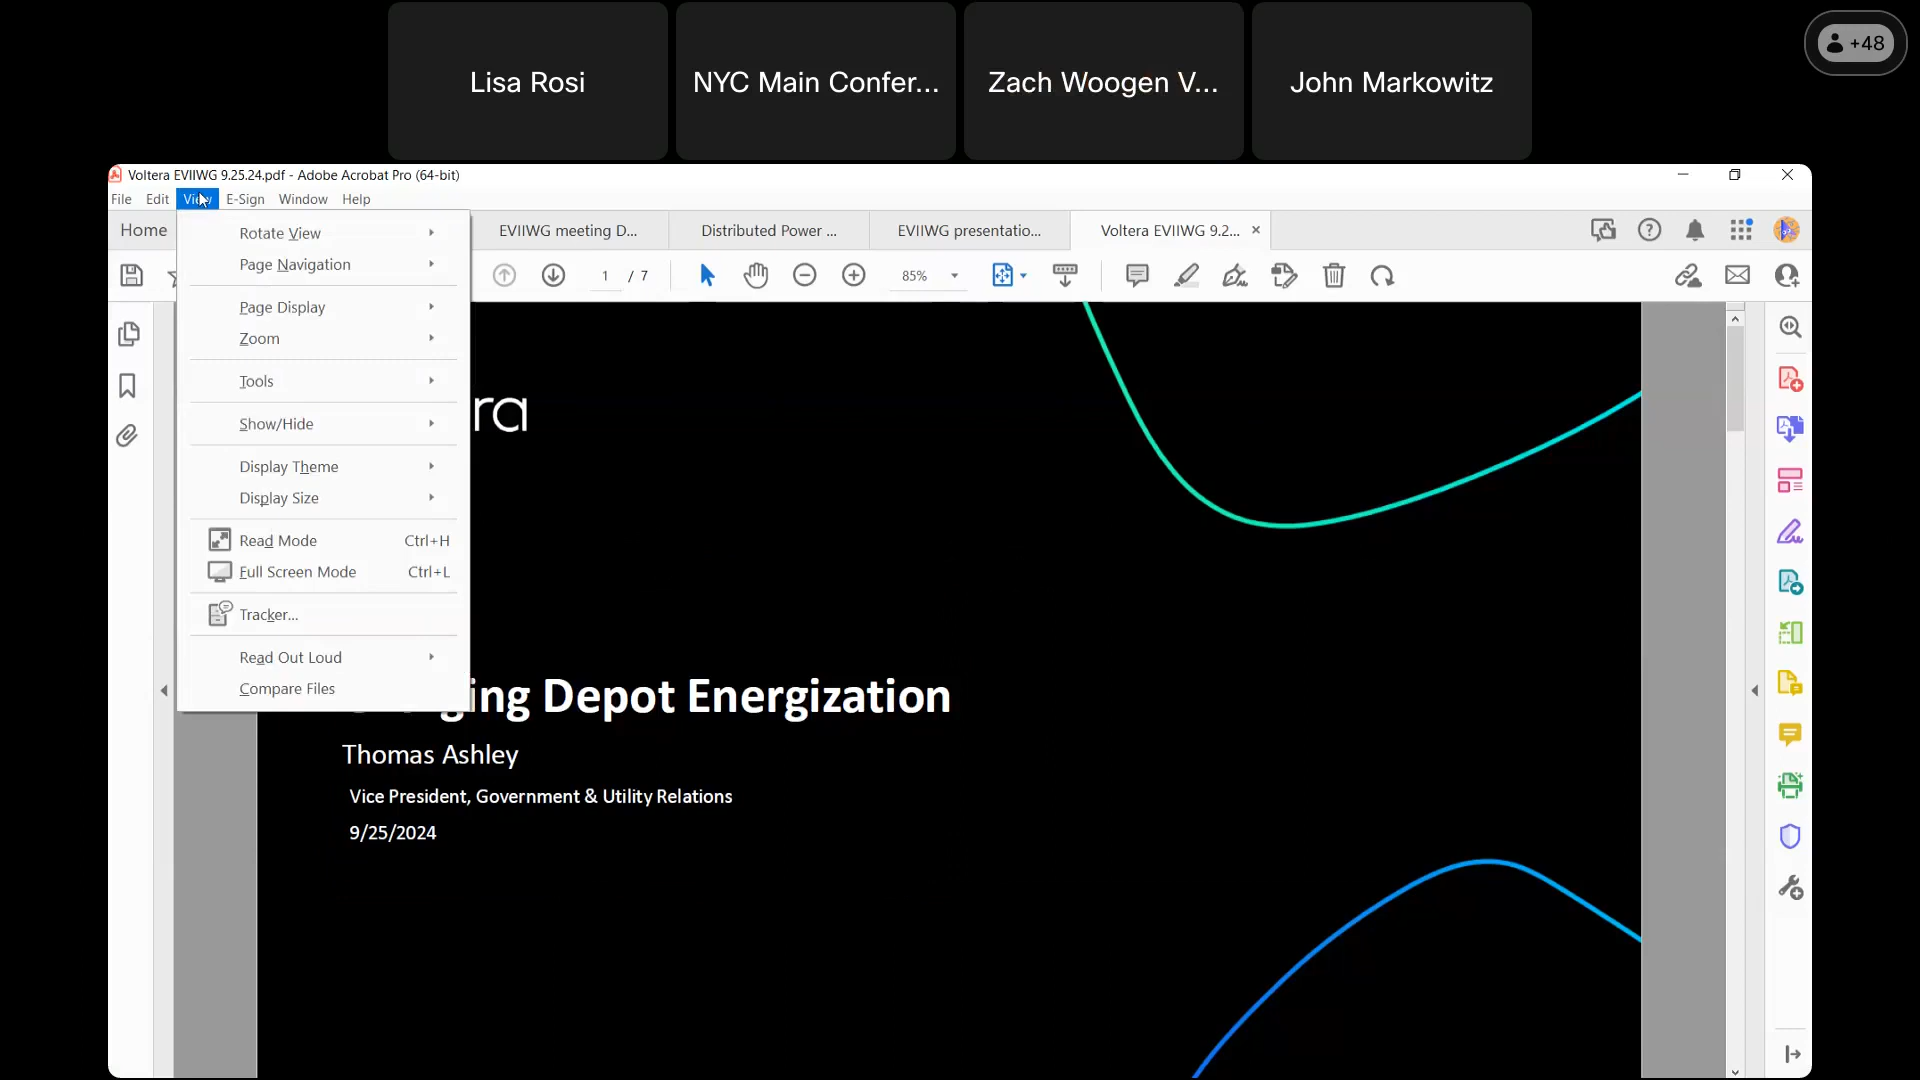 Lisa Rosi
NYC Main Confer...
Zach Woogen V...
John Markowitz
+48
Voltera EVIIWG 9.25.24.pdf - Adobe Acrobat Pro (64-bit)
File Edit View E-Sign Window Help
Home
EVIIWG meeting D...
Distributed Power ...
EVIIWG presentatio...
Voltera EVIIWG 9.2...
1 / 7
85%
Rotate View
Page Navigation
Page Display
Zoom
Tools
Show/Hide
Display Theme
Display Size
Read Mode Ctrl+H
Full Screen Mode Ctrl+L
Tracker...
Read Out Loud
Compare Files
ra
ging Depot Energization
Thomas Ashley
Vice President, Government & Utility Relations
9/25/2024